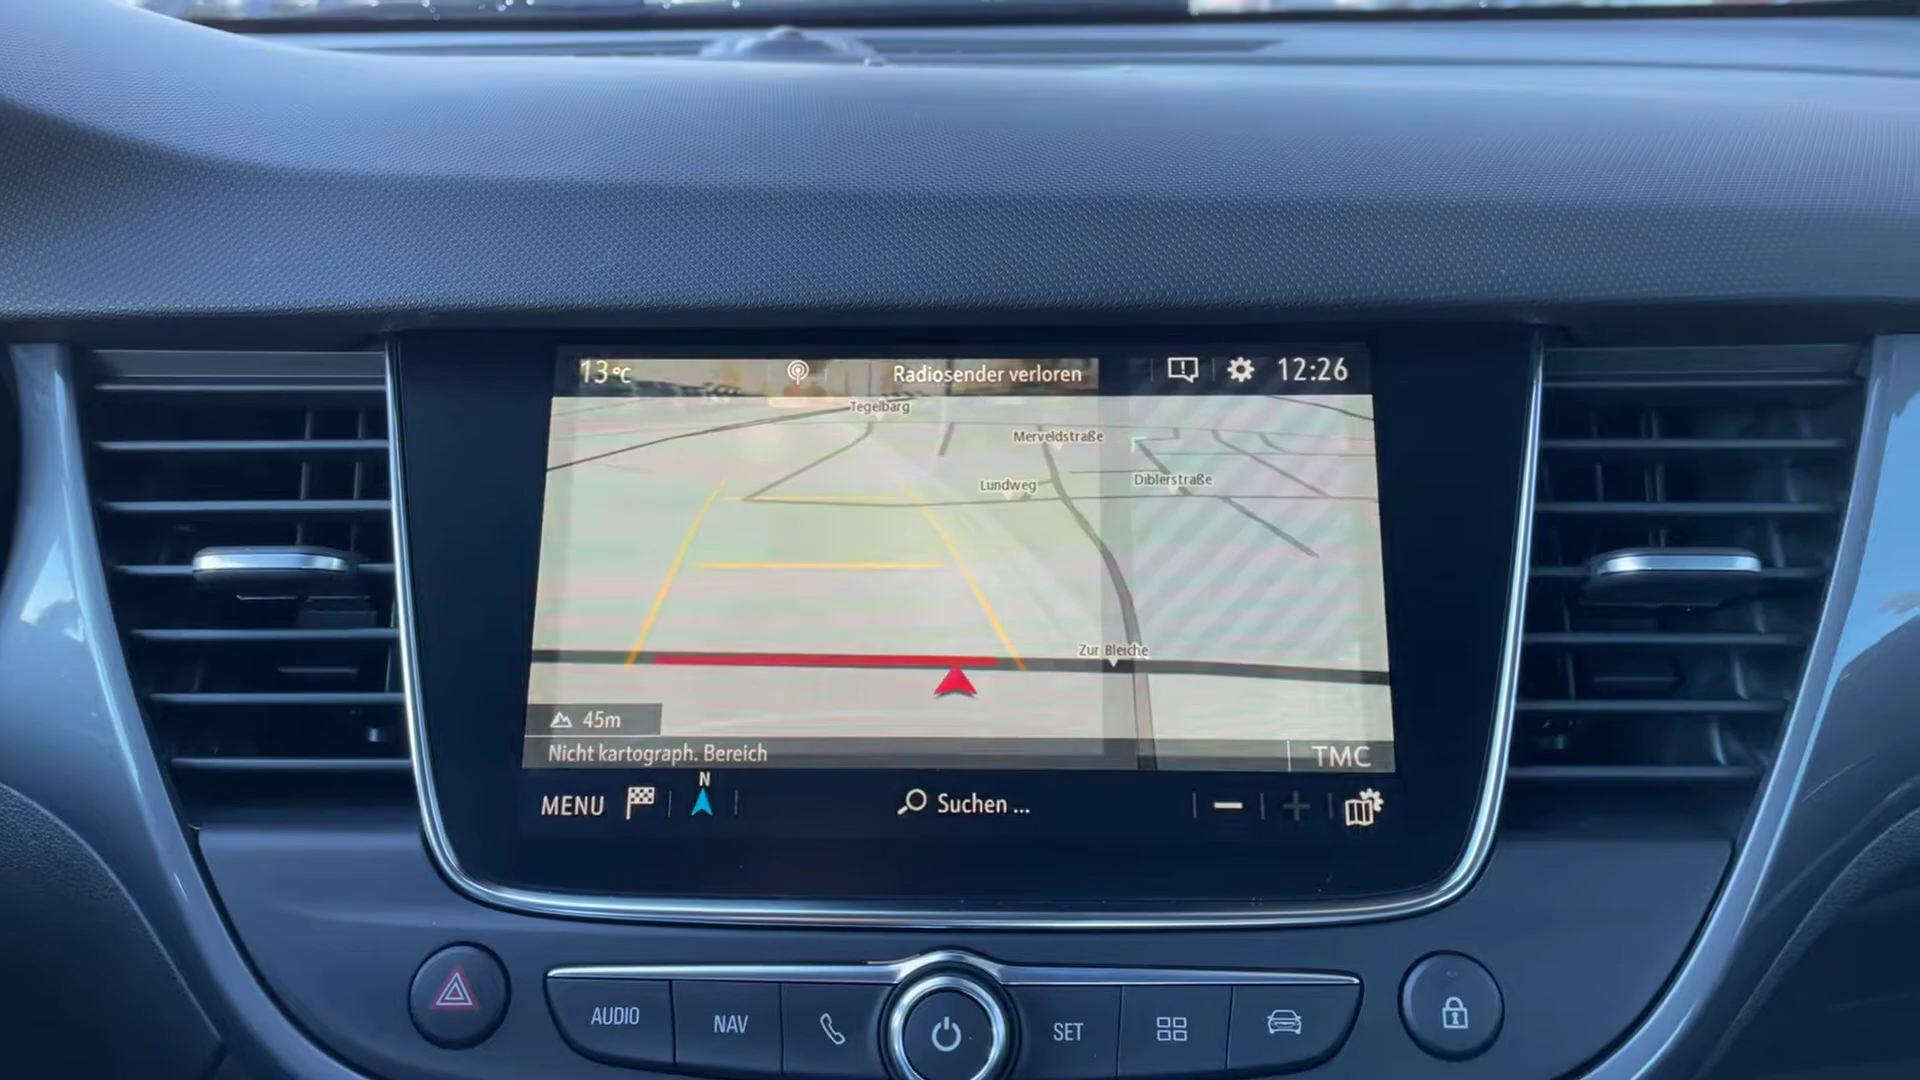 13°C
Radiosender verloren
12:26
Tegelbarg
Merveldstraße
Lundweg
Diblerstraße
Zur Bleiche
45m
Nicht kartograph. Bereich
TMC
N
MENU
Suchen ...
AUDIO
NAV
SET